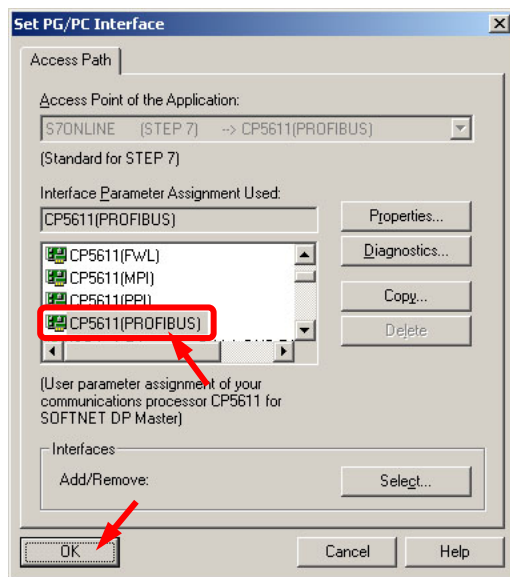 Set PG/PC Interface
Access Path
Access Point of the Application:
S7ONLINE (STEP 7) --> CP5611(PROFIBUS)
(Standard for STEP 7)
Interface Parameter Assignment Used:
CP5611(PROFIBUS)
Properties...
CP5611(FWL)
Diagnostics...
CP5611(MPI)
CP5611(PPI)
Copy...
CP5611(PROFIBUS)
Delete
(User parameter assignment of your
communications processor CP5611 for
SOFTNET DP Master)
Interfaces
Add/Remove:
Select...
OK
Cancel
Help